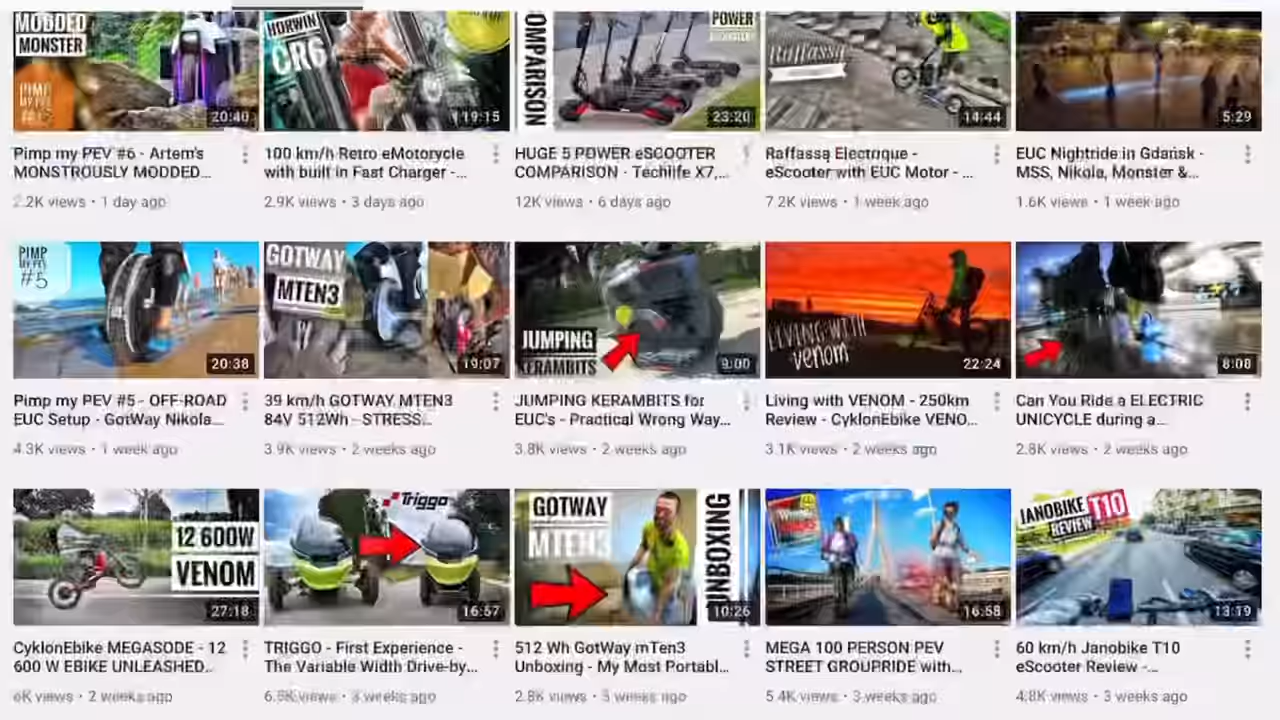 MODDED
MONSTER
PIMP
MY PEV
20:40
HORWIN
CR6
19:15
COMPARISON
POWER
23:20
Raffassa
14:44
5:29
Pimp my PEV #6 - Artem's
MONSTROUSLY MODDED...
2.2K views · 1 day ago
100 km/h Retro eMotorycle
with built in Fast Charger -...
2.9K views · 3 days ago
HUGE 5 POWER eSCOOTER
COMPARISON - Techlife X7,...
12K views · 6 days ago
Raffassa Electrique -
eScooter with EUC Motor - ...
7.2K views · 1 week ago
EUC Nightride in Gdańsk -
MSS, Nikola, Monster &...
1.6K views · 1 week ago
PIMP
MY PEV
#5
20:38
GOTWAY
MTEN3
19:07
JUMPING
KERAMBITS
9:00
LIVING WITH
venom
22:24
8:08
Pimp my PEV #5 - OFF-ROAD
EUC Setup - GotWay Nikola...
4.3K views · 1 week ago
39 km/h GOTWAY MTEN3
84V 512Wh - STRESS...
3.9K views · 2 weeks ago
JUMPING KERAMBITS for
EUC's - Practical Wrong Way...
3.8K views · 2 weeks ago
Living with VENOM - 250km
Review - CyklonEbike VENO...
3.1K views · 2 weeks ago
Can You Ride a ELECTRIC
UNICYCLE during a...
2.8K views · 2 weeks ago
12 600W
VENOM
27:18
Triggo
16:57
GOTWAY
MTEN3
UNBOXING
10:26
16:58
JANOBIKE T10
REVIEW
13:19
CyklonEbike MEGASODE - 12
600 W EBIKE UNLEASHED...
6K views · 2 weeks ago
TRIGGO - First Experience -
The Variable Width Drive-by...
6.5K views · 3 weeks ago
512 Wh GotWay mTen3
Unboxing - My Most Portabl...
2.8K views · 3 weeks ago
MEGA 100 PERSON PEV
STREET GROUPRIDE with...
5.4K views · 3 weeks ago
60 km/h Janobike T10
eScooter Review -...
4.8K views · 3 weeks ago